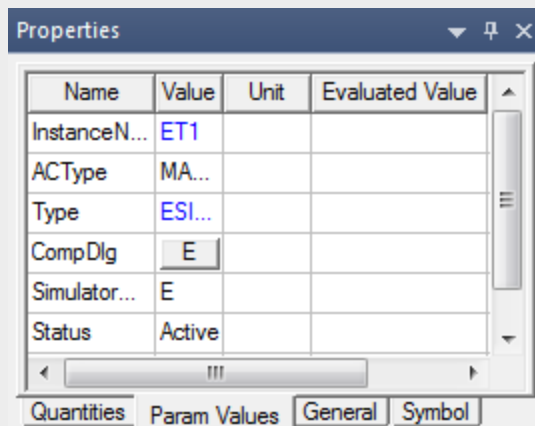 Properties
Name Value Unit Evaluated Value
InstanceN... ET1
ACType MA...
Type ESI...
CompDlg E
Simulator... E
Status Active
Quantities Param Values General Symbol